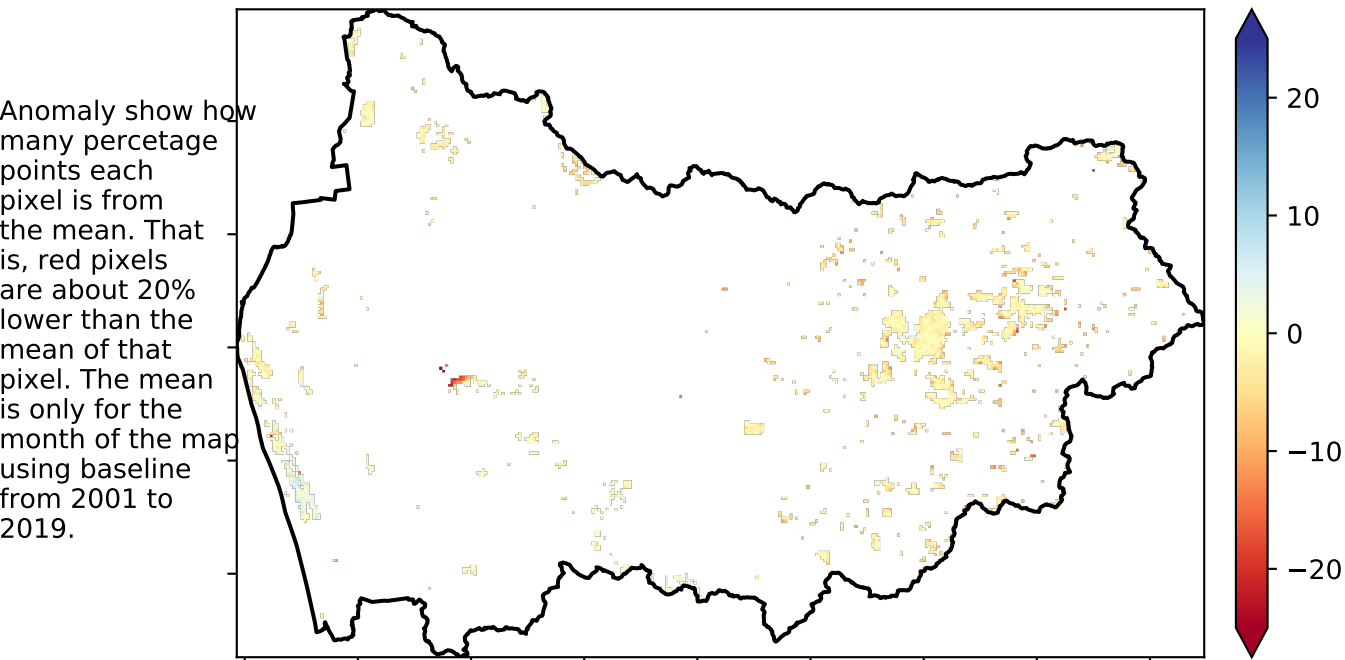 Anomaly show how
many percetage
points each
pixel is from
the mean. That
is, red pixels
are about 20%
lower than the
mean of that
pixel. The mean
is only for the
month of the map
using baseline
from 2001 to
2019.
20
10
0
−10
−20